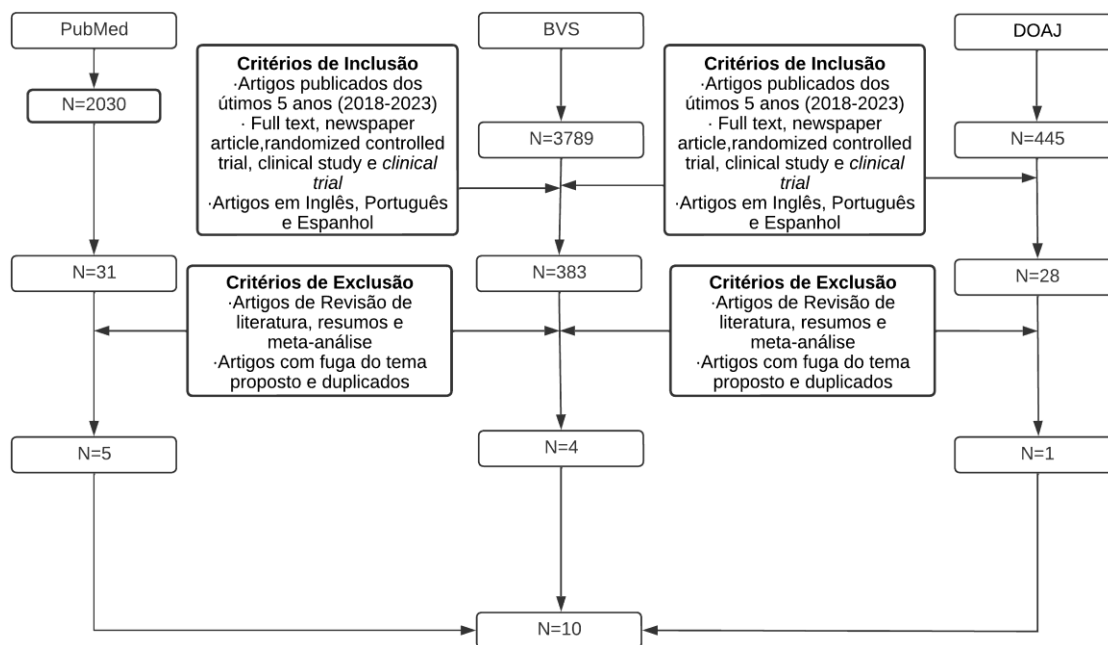 PubMed
BVS
DOAJ
N=2030
Critérios de Inclusão
·Artigos publicados dos
útimos 5 anos (2018-2023)
· Full text, newspaper
article,randomized controlled
trial, clinical study e clinical
trial
·Artigos em Inglês, Português
e Espanhol
N=3789
Critérios de Inclusão
·Artigos publicados dos
útimos 5 anos (2018-2023)
· Full text, newspaper
article,randomized controlled
trial, clinical study e clinical
trial
·Artigos em Inglês, Português
e Espanhol
N=445
N=31
Critérios de Exclusão
·Artigos de Revisão de
literatura, resumos e
meta-análise
·Artigos com fuga do tema
proposto e duplicados
N=383
Critérios de Exclusão
·Artigos de Revisão de
literatura, resumos e
meta-análise
·Artigos com fuga do tema
proposto e duplicados
N=28
N=5
N=4
N=1
N=10